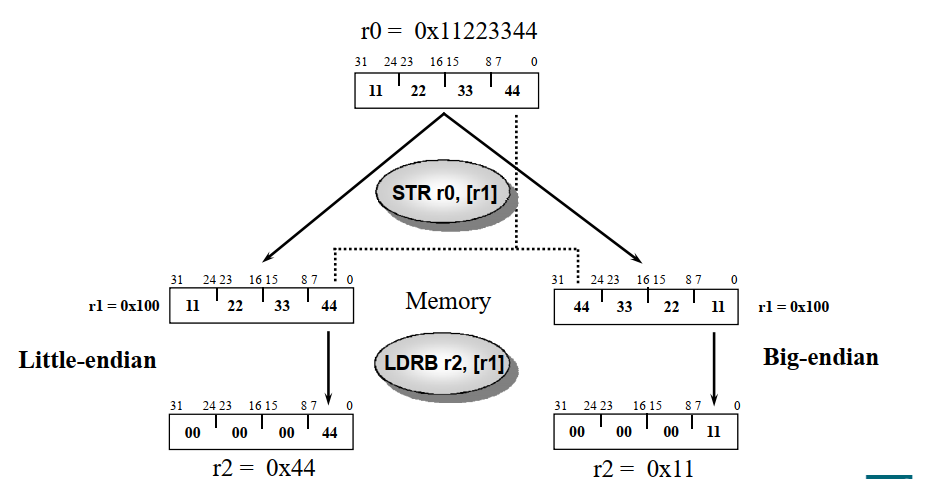 r0 = 0x11223344
31 24 23 16 15 8 7 0
11 22 33 44
STR r0, [r1]
31 24 23 16 15 8 7 0
r1 = 0x100 11 22 33 44
Memory
31 24 23 16 15 8 7 0
44 33 22 11 r1 = 0x100
Little-endian
LDRB r2, [r1]
Big-endian
31 24 23 16 15 8 7 0
00 00 00 44
r2 = 0x44
31 24 23 16 15 8 7 0
00 00 00 11
r2 = 0x11